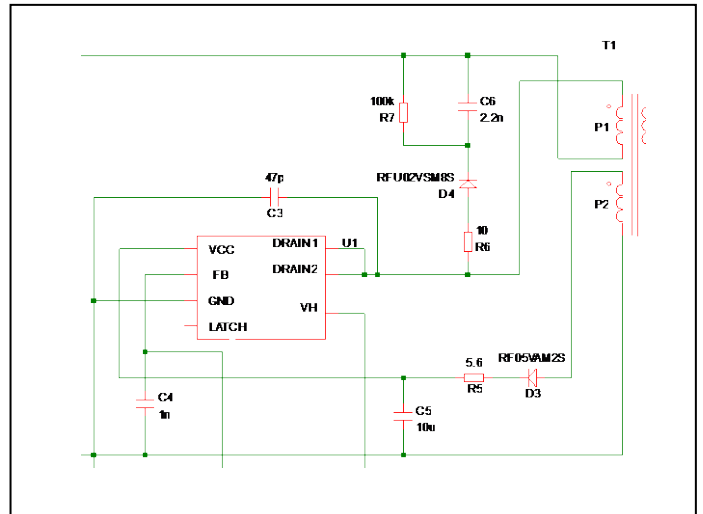 T1
100k
R7
C6
2.2n
P1
47p
C3
RFU02VSM8S
D4
P2
10
R6
VCC
DRAIN1
U1
FB
DRAIN2
GND
VH
LATCH
RF05VAM2S
5.6
R5
D3
C4
1n
C5
10u